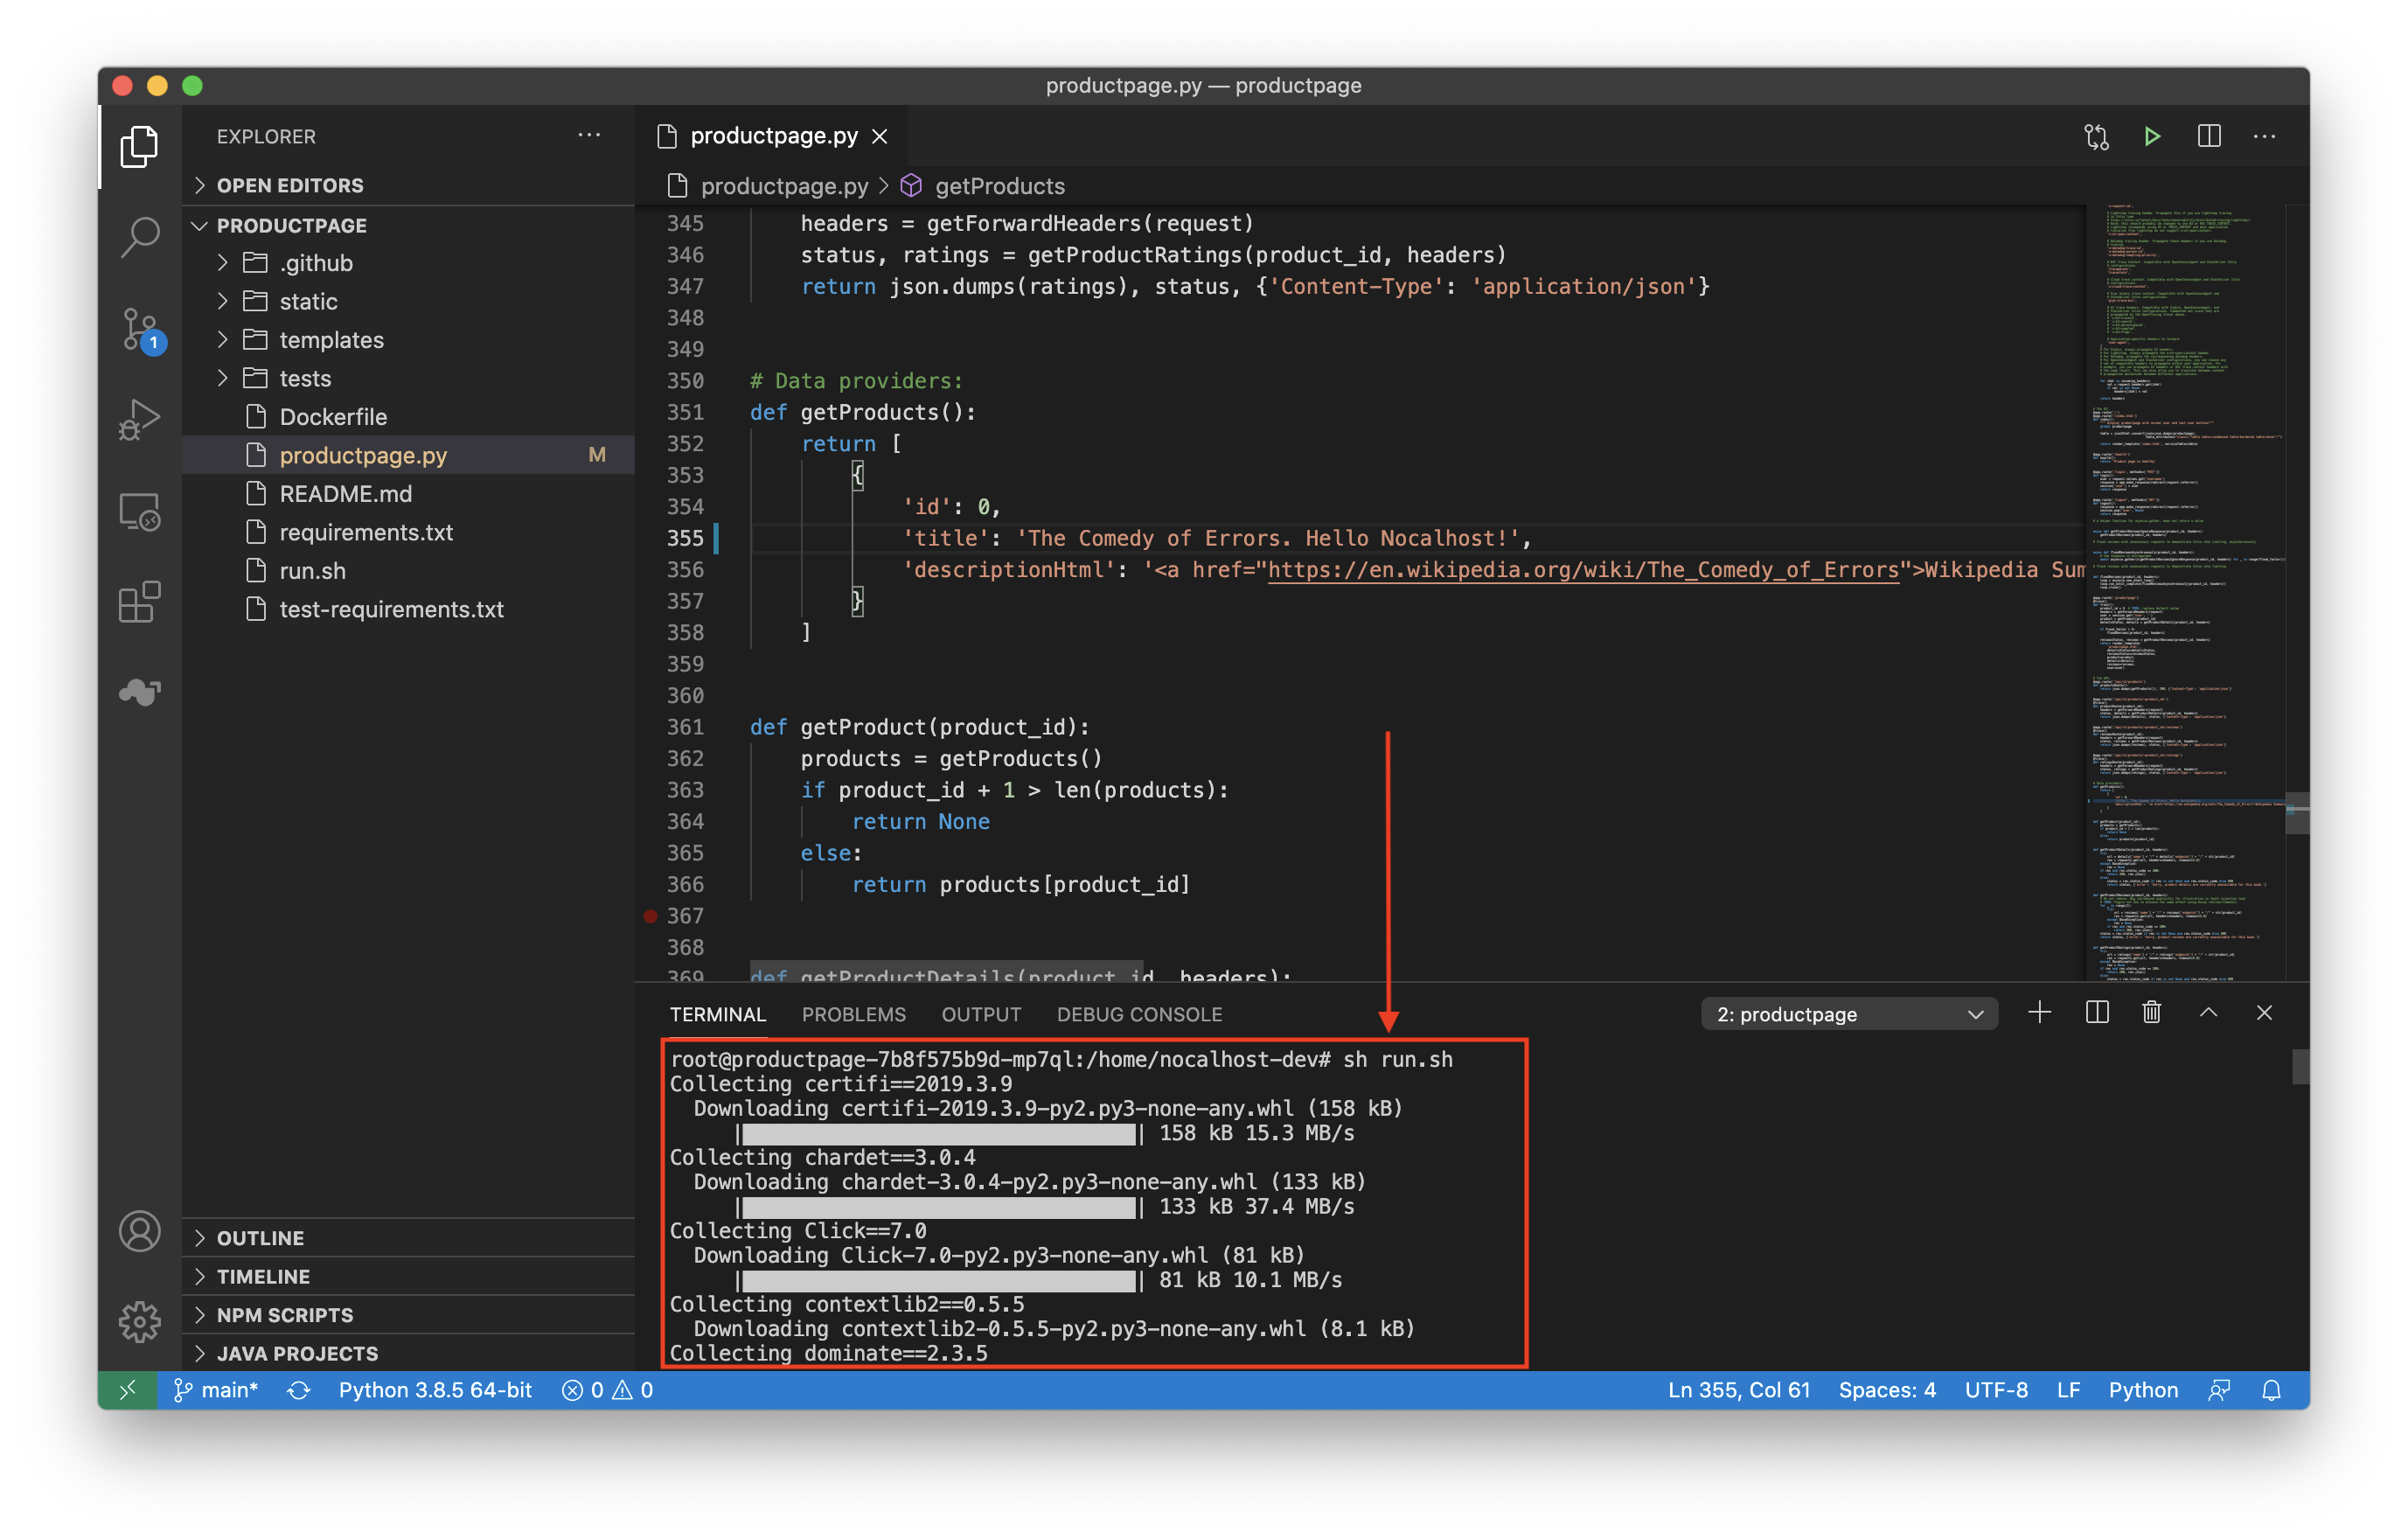 productpage.py — productpage
EXPLORER
OPEN EDITORS
PRODUCTPAGE
.github
static
templates
tests
Dockerfile
productpage.py M
README.md
requirements.txt
run.sh
test-requirements.txt
OUTLINE
TIMELINE
NPM SCRIPTS
JAVA PROJECTS
1
productpage.py
productpage.py > getProducts
345 headers = getForwardHeaders(request)
346 status, ratings = getProductRatings(product_id, headers)
347 return json.dumps(ratings), status, {'Content-Type': 'application/json'}
348
349
350 # Data providers:
351 def getProducts():
352 return [
353 {
354 'id': 0,
355 'title': 'The Comedy of Errors. Hello Nocalhost!',
356 'descriptionHtml': '<a href="https://en.wikipedia.org/wiki/The_Comedy_of_Errors">Wikipedia Sum
357 }
358 ]
359
360
361 def getProduct(product_id):
362 products = getProducts()
363 if product_id + 1 > len(products):
364 return None
365 else:
366 return products[product_id]
367
368
369 def getProductDetails(product_id, headers):
TERMINAL PROBLEMS OUTPUT DEBUG CONSOLE 2: productpage
root@productpage-7b8f575b9d-mp7ql:/home/nocalhost-dev# sh run.sh
Collecting certifi==2019.3.9
Downloading certifi-2019.3.9-py2.py3-none-any.whl (158 kB)
| | 158 kB 15.3 MB/s
Collecting chardet==3.0.4
Downloading chardet-3.0.4-py2.py3-none-any.whl (133 kB)
| | 133 kB 37.4 MB/s
Collecting Click==7.0
Downloading Click-7.0-py2.py3-none-any.whl (81 kB)
| | 81 kB 10.1 MB/s
Collecting contextlib2==0.5.5
Downloading contextlib2-0.5.5-py2.py3-none-any.whl (8.1 kB)
Collecting dominate==2.3.5
main* Python 3.8.5 64-bit 0 0 Ln 355, Col 61 Spaces: 4 UTF-8 LF Python